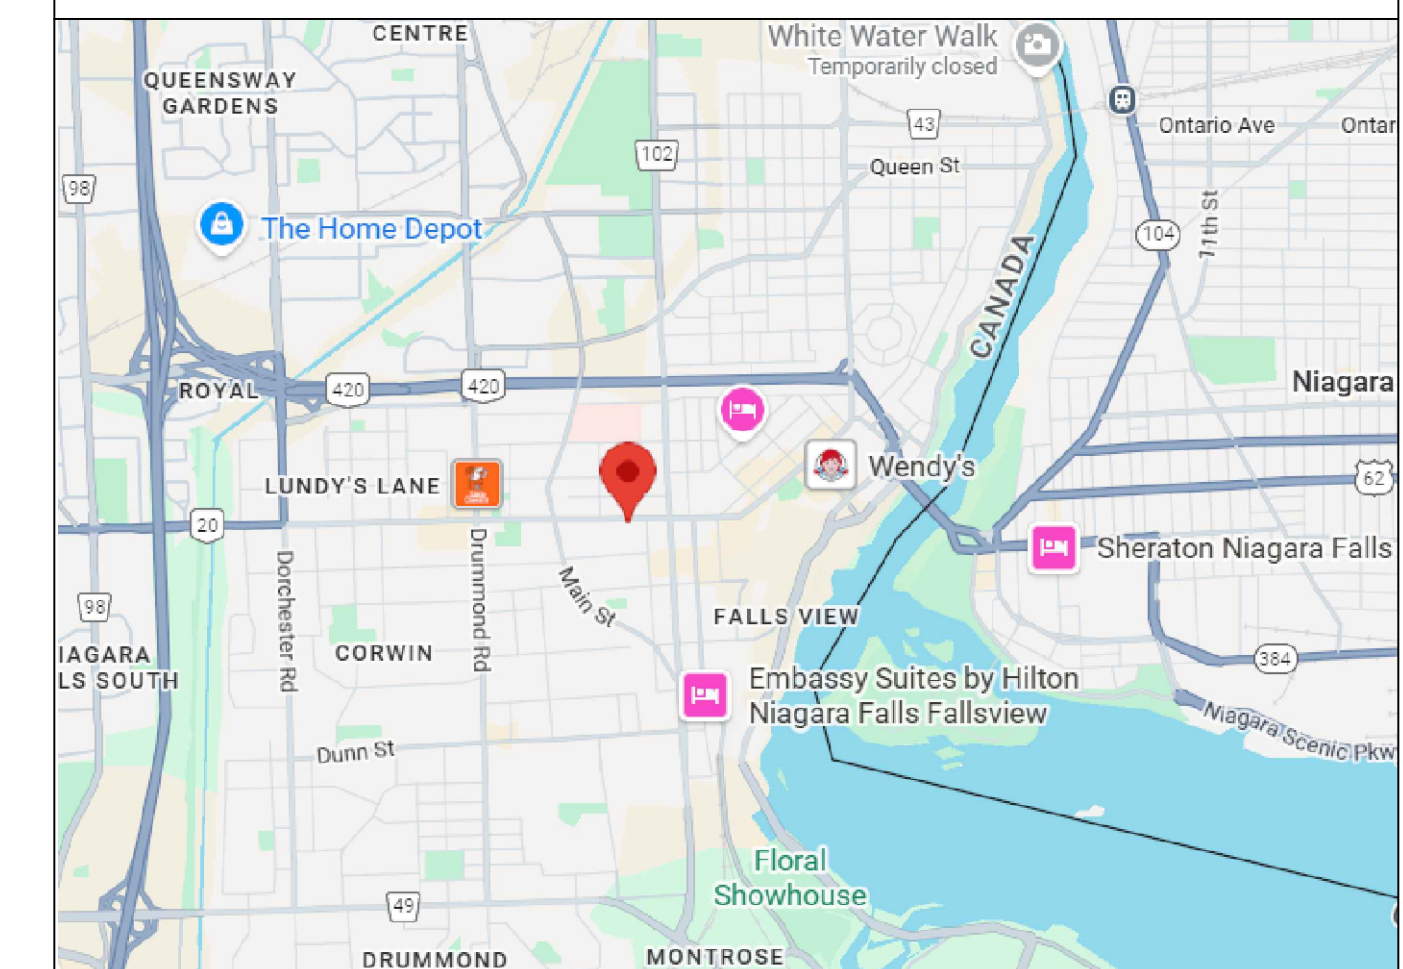 CENTRE
White Water Walk
Temporarily closed
QUEENSWAY
GARDENS
43
Ontario Ave
Ontar
102
Queen St
98
The Home Depot
104
11th St
CANADA
ROYAL
420
420
Niagara
Wendy's
LUNDY'S LANE
62
20
Sheraton Niagara Falls
Dorchester Rd
Drummond Rd
Main St
98
FALLS VIEW
IAGARA
LS SOUTH
CORWIN
384
Embassy Suites by Hilton
Niagara Falls Fallsview
Niagara Scenic Pkw
Dunn St
Floral
Showhouse
49
DRUMMOND
MONTROSE